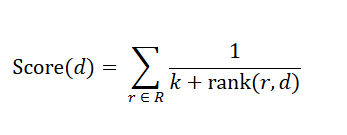 Score(d) = ∑_{r ∈ R} 1 / (k + rank(r, d))